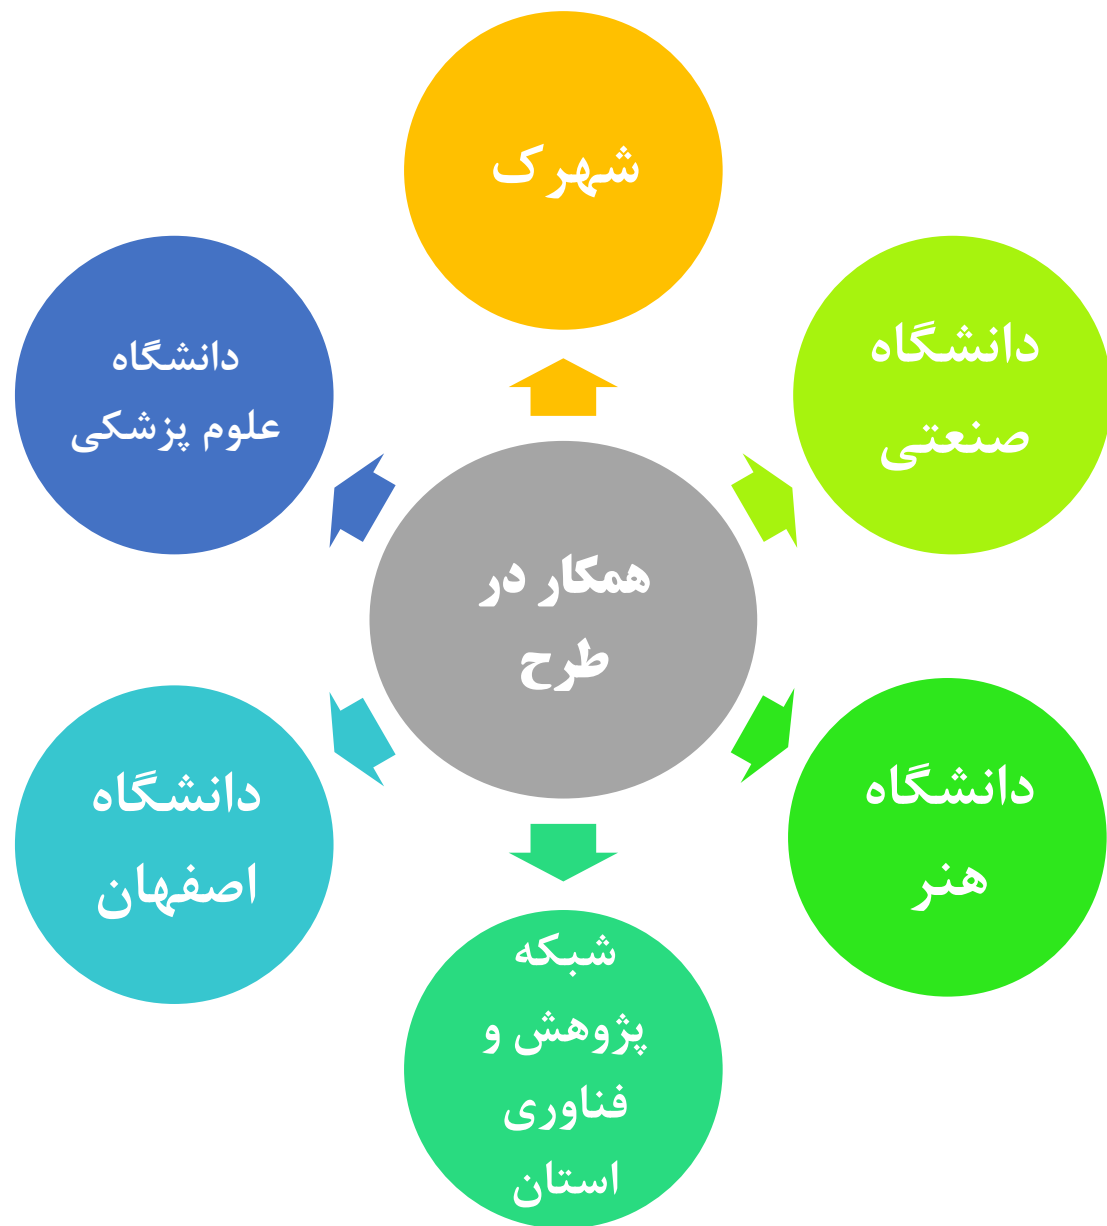 شهرک
دانشگاه
صنعتی
دانشگاه
علوم پزشکی
همکار در
طرح
دانشگاه
هنر
دانشگاه
اصفهان
شبکه
پژوهش و
فناوری
استان